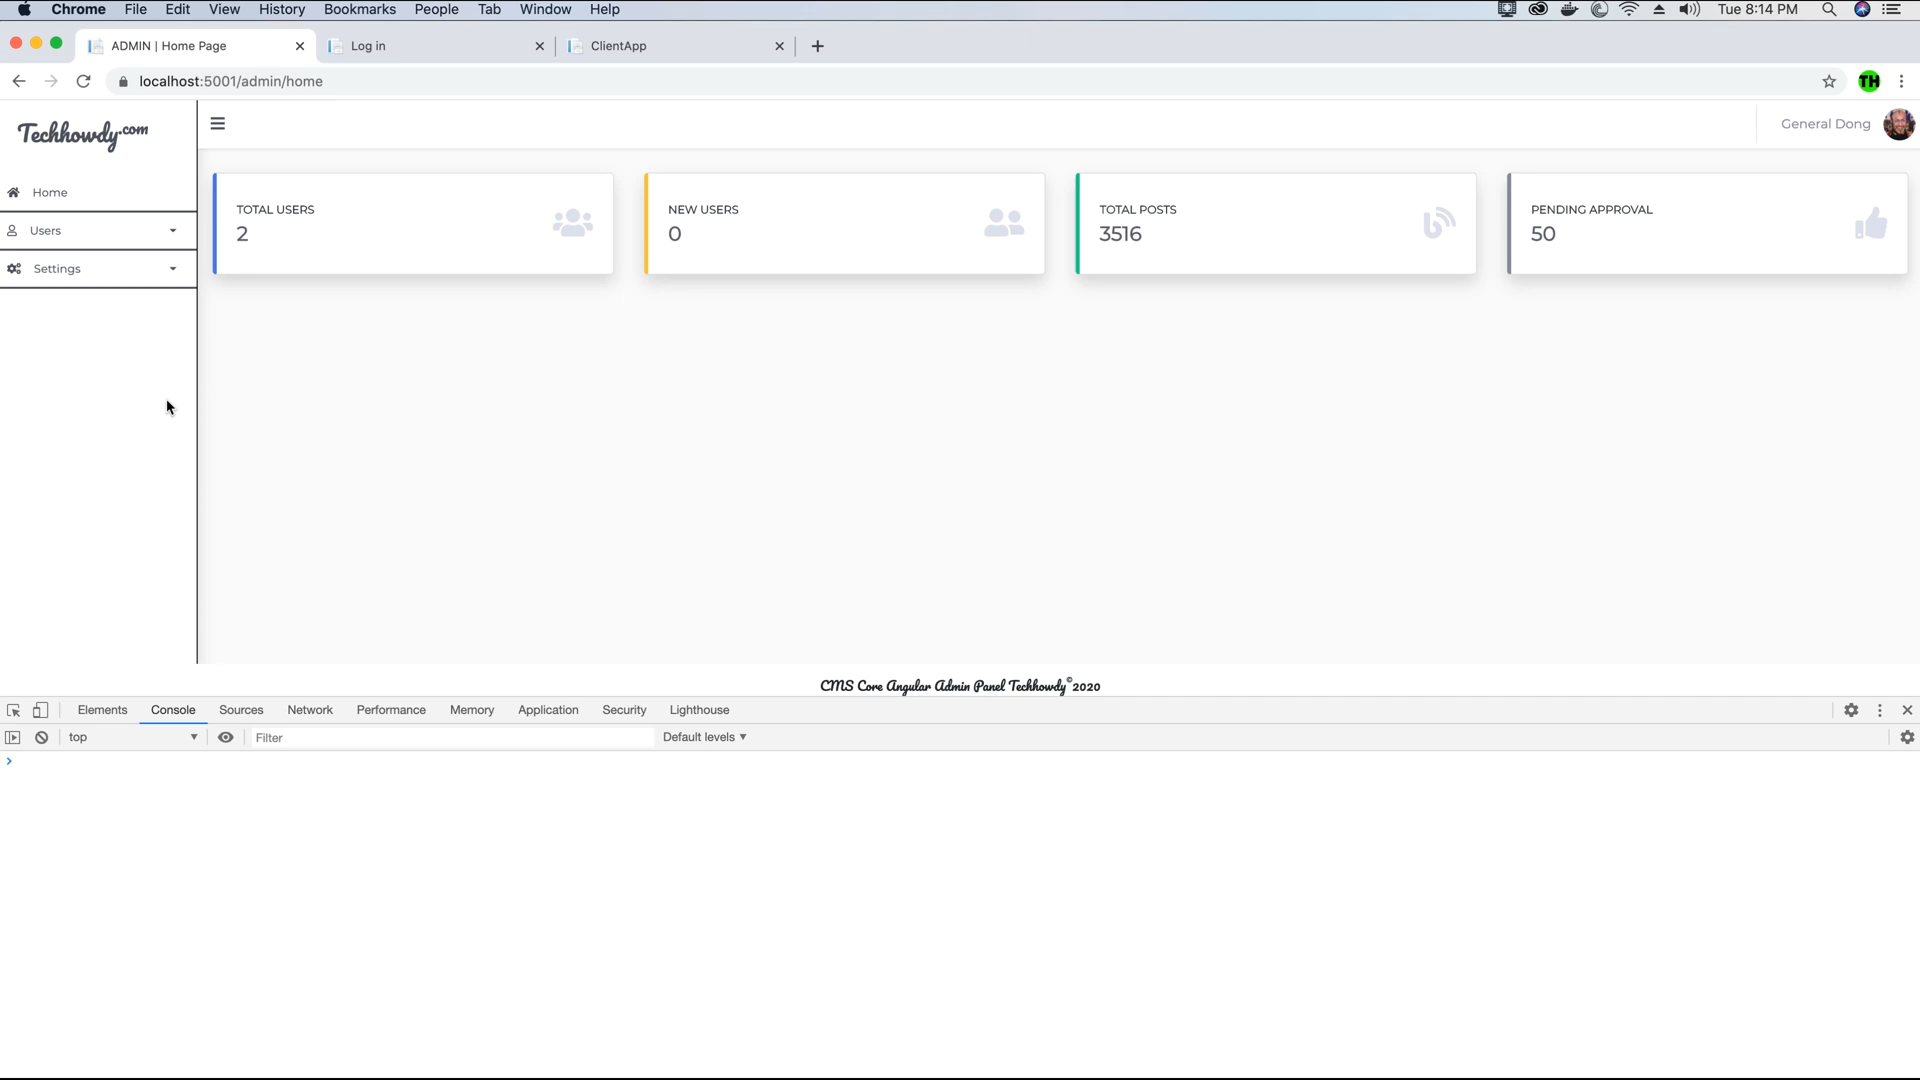 Chrome File Edit View History Bookmarks People Tab Window Help Tue 8:14 PM
ADMIN | Home Page Log in ClientApp
localhost:5001/admin/home TH
Techhowdy.com
General Dong
Home
Users
Settings
TOTAL USERS
2
NEW USERS
0
TOTAL POSTS
3516
PENDING APPROVAL
50
CMS Core Angular Admin Panel Techhowdy©2020
Elements Console Sources Network Performance Memory Application Security Lighthouse
top Filter Default levels